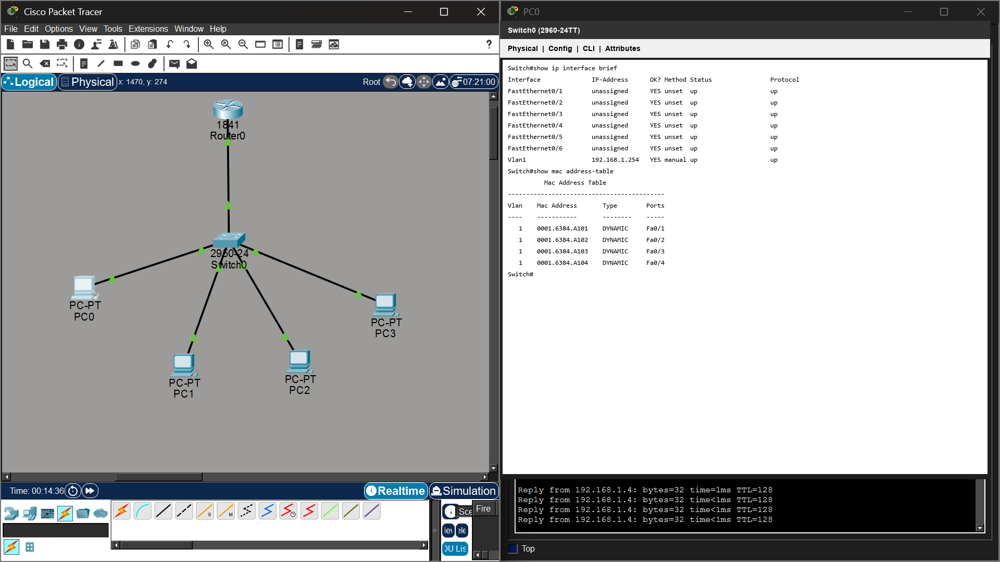 Cisco Packet Tracer
File Edit Options View Tools Extensions Window Help
?
Logical Physical x: 1470, y: 274 Root 07:21:00
1841
Router0
2960-24
Switch0
PC-PT
PC0
PC-PT
PC3
PC-PT
PC1
PC-PT
PC2
Time: 00:14:36 Realtime Simulation
S M
Sce Fire
ele
OU Lis
PC0
Switch0 (2960-24TT)
Physical | Config | CLI | Attributes
Switch#show ip interface brief
Interface IP-Address OK? Method Status Protocol
FastEthernet0/1 unassigned YES unset up up
FastEthernet0/2 unassigned YES unset up up
FastEthernet0/3 unassigned YES unset up up
FastEthernet0/4 unassigned YES unset up up
FastEthernet0/5 unassigned YES unset up up
FastEthernet0/6 unassigned YES unset up up
Vlan1 192.168.1.254 YES manual up up
Switch#show mac address-table
Mac Address Table
-------------------------------------------
Vlan Mac Address Type Ports
---- ----------- -------- -----
1 0001.6384.A101 DYNAMIC Fa0/1
1 0001.6384.A102 DYNAMIC Fa0/2
1 0001.6384.A103 DYNAMIC Fa0/3
1 0001.6384.A104 DYNAMIC Fa0/4
Switch#
Reply from 192.168.1.4: bytes=32 time=1ms TTL=128
Reply from 192.168.1.4: bytes=32 time<1ms TTL=128
Reply from 192.168.1.4: bytes=32 time<1ms TTL=128
Reply from 192.168.1.4: bytes=32 time<1ms TTL=128
Top